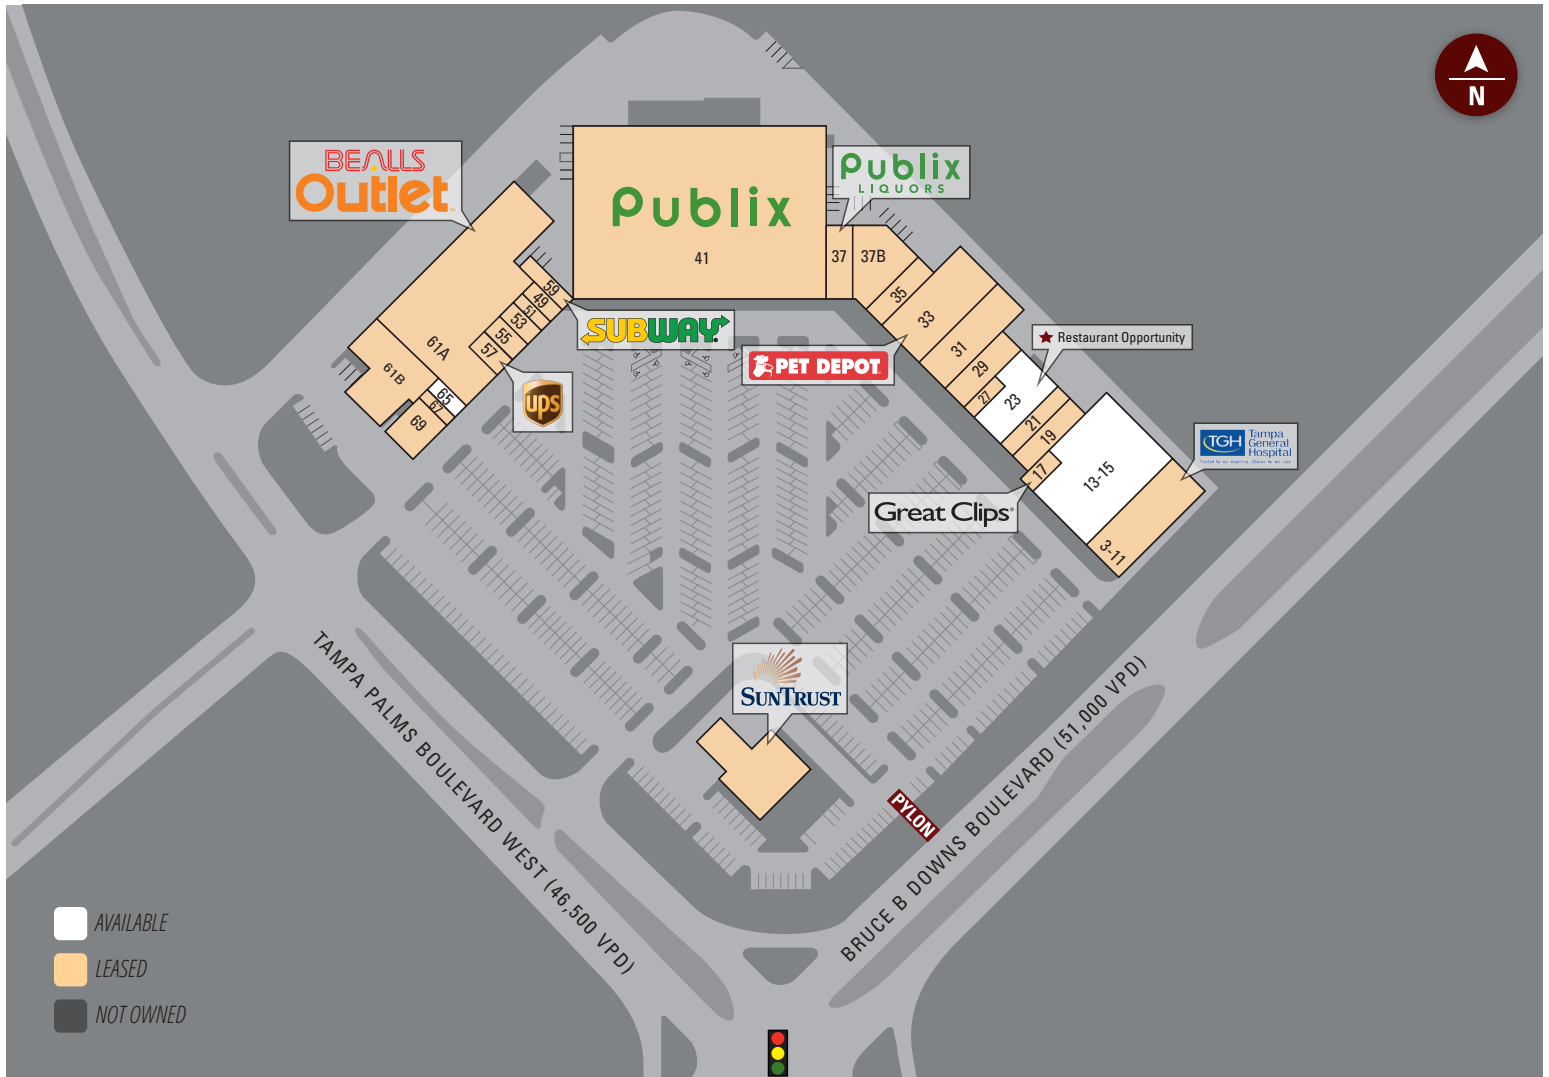 N
BEALLS
Outlet
Publix
41
Publix
LIQUORS
37
37B
35
33
31
29
27
23
21
19
17
13-15
3-11
59
49
51
53
55
57
61A
61B
65
67
69
SUBWAY
PET DEPOT
ups
Restaurant Opportunity
TGH
Tampa
General
Hospital
Great Clips
SUNTRUST
PYLON
TAMPA PALMS BOULEVARD WEST (46,500 VPD)
BRUCE B DOWNS BOULEVARD (51,000 VPD)
AVAILABLE
LEASED
NOT OWNED